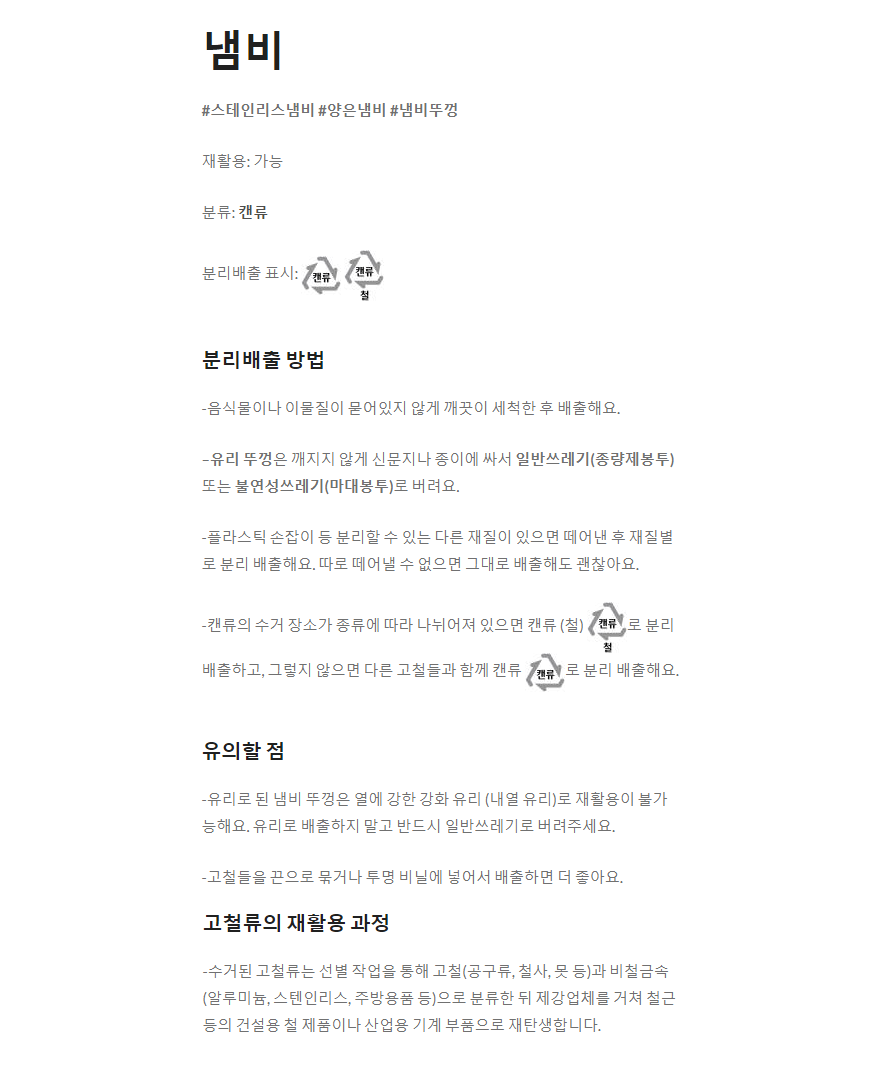 냄비
#스테인리스냄비 #양은냄비 #냄비뚜껑
재활용: 가능
분류: 캔류
분리배출 표시: 캔류 캔류 철
분리배출 방법
-음식물이나 이물질이 묻어있지 않게 깨끗이 세척한 후 배출해요.
–유리 뚜껑은 깨지지 않게 신문지나 종이에 싸서 일반쓰레기(종량제봉투)
또는 불연성쓰레기(마대봉투)로 버려요.
-플라스틱 손잡이 등 분리할 수 있는 다른 재질이 있으면 떼어낸 후 재질별
로 분리 배출해요. 따로 떼어낼 수 없으면 그대로 배출해도 괜찮아요.
-캔류의 수거 장소가 종류에 따라 나뉘어져 있으면 캔류 (철) 캔류 철 로 분리
배출하고, 그렇지 않으면 다른 고철들과 함께 캔류 캔류 로 분리 배출해요.
유의할 점
-유리로 된 냄비 뚜껑은 열에 강한 강화 유리 (내열 유리)로 재활용이 불가
능해요. 유리로 배출하지 말고 반드시 일반쓰레기로 버려주세요.
-고철들을 끈으로 묶거나 투명 비닐에 넣어서 배출하면 더 좋아요.
고철류의 재활용 과정
-수거된 고철류는 선별 작업을 통해 고철(공구류, 철사, 못 등)과 비철금속
(알루미늄, 스텐인리스, 주방용품 등)으로 분류한 뒤 제강업체를 거쳐 철근
등의 건설용 철 제품이나 산업용 기계 부품으로 재탄생합니다.